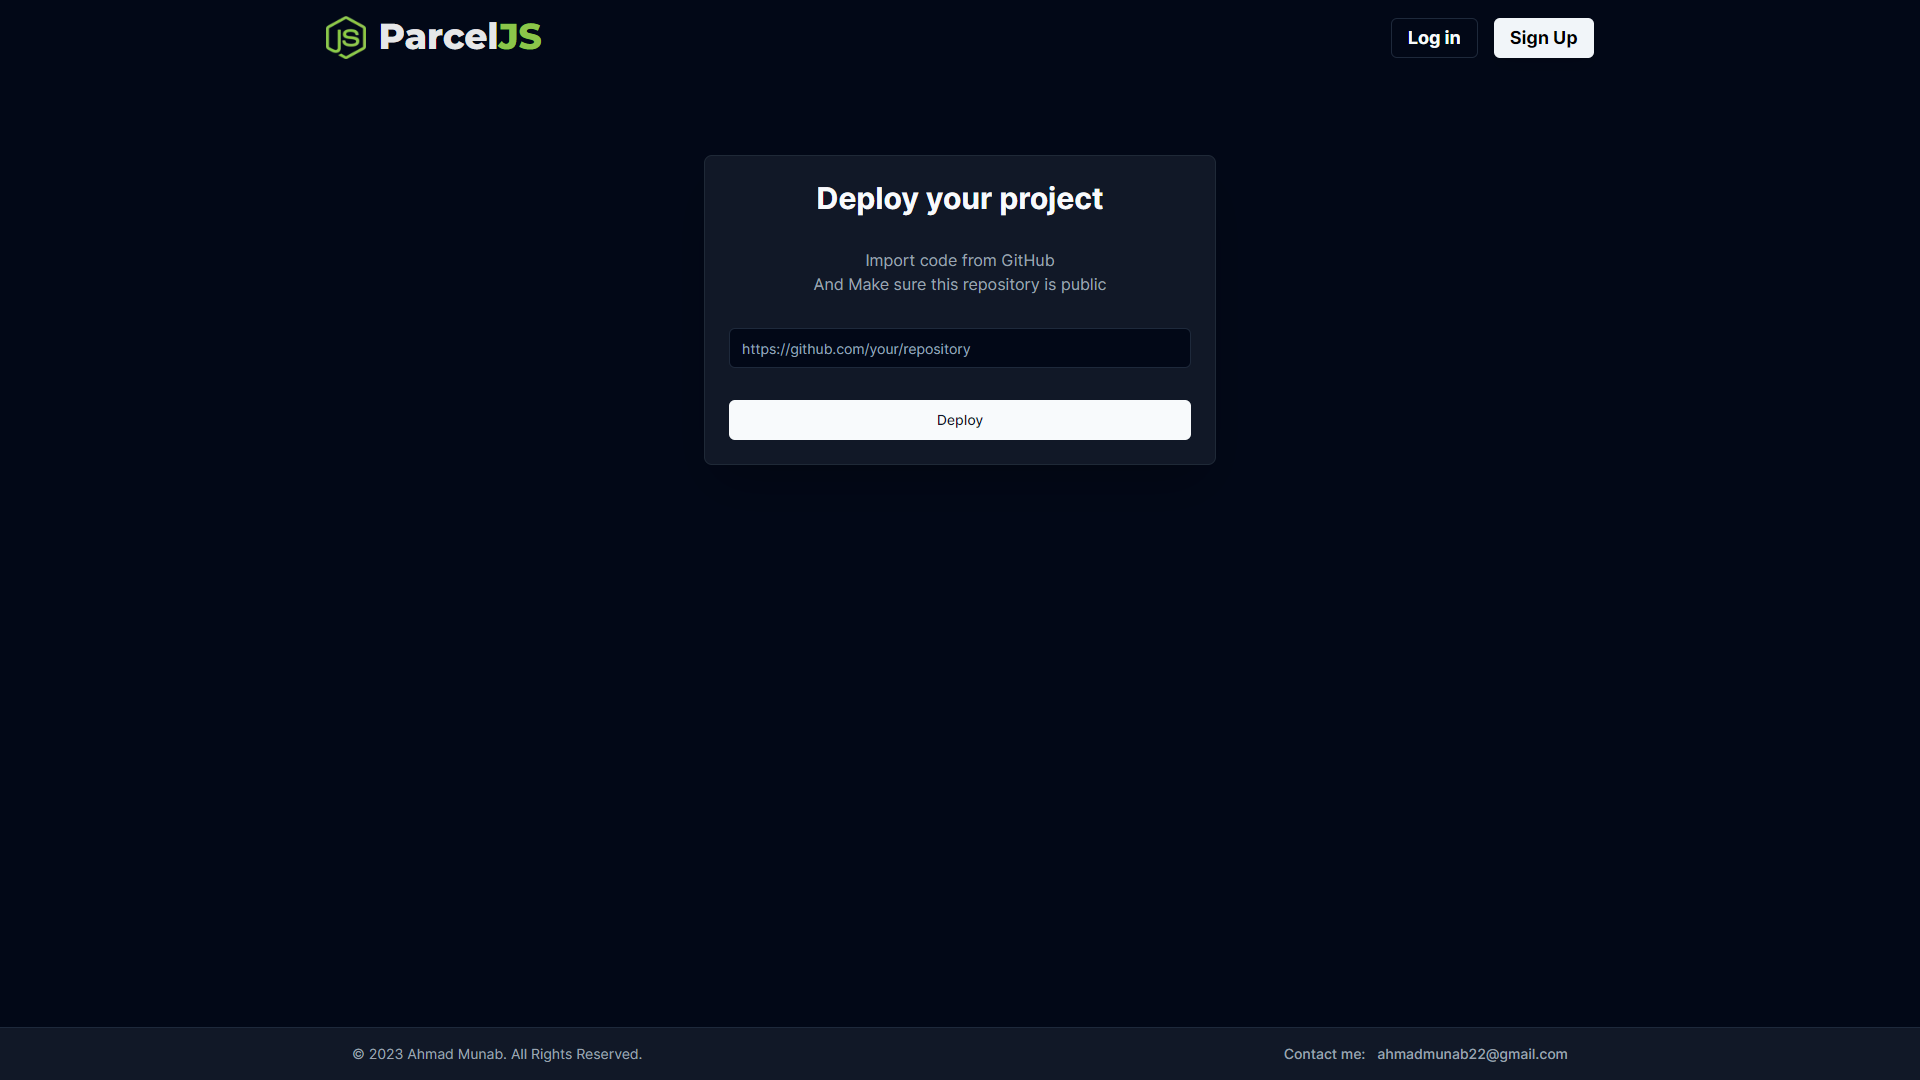 JS ParcelJS
Log in
Sign Up
Deploy your project
Import code from GitHub
And Make sure this repository is public
https://github.com/your/repository
Deploy
© 2023 Ahmad Munab. All Rights Reserved.
Contact me: ahmadmunab22@gmail.com